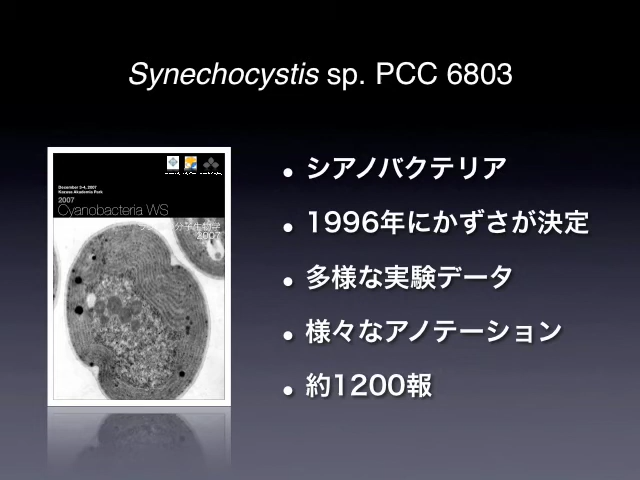 Synechocystis sp. PCC 6803
December 3-4, 2007
Kazusa Akademia Park
2007
Cyanobacteria WS
分子生物学
2007
• シアノバクテリア
• 1996年にかずさが決定
• 多様な実験データ
• 様々なアノテーション
• 約1200報